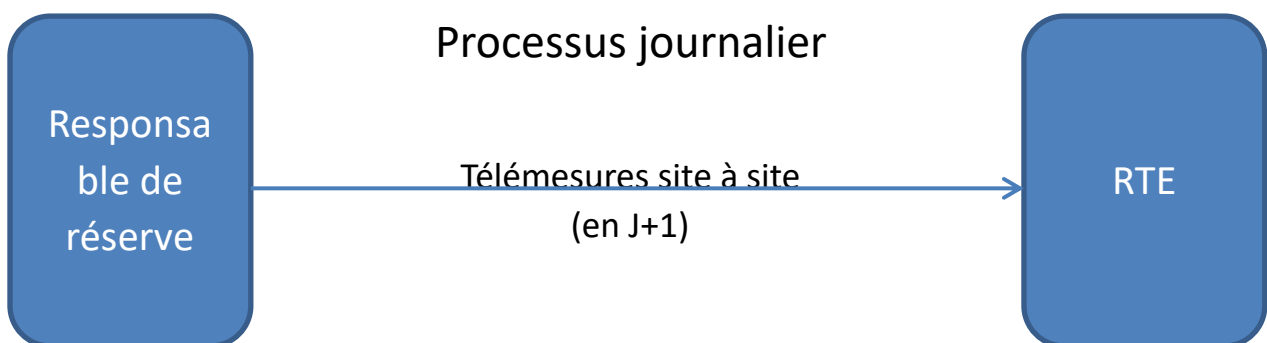 Processus journalier
Responsa
ble de
réserve
Télémesures site à site
(en J+1)
RTE